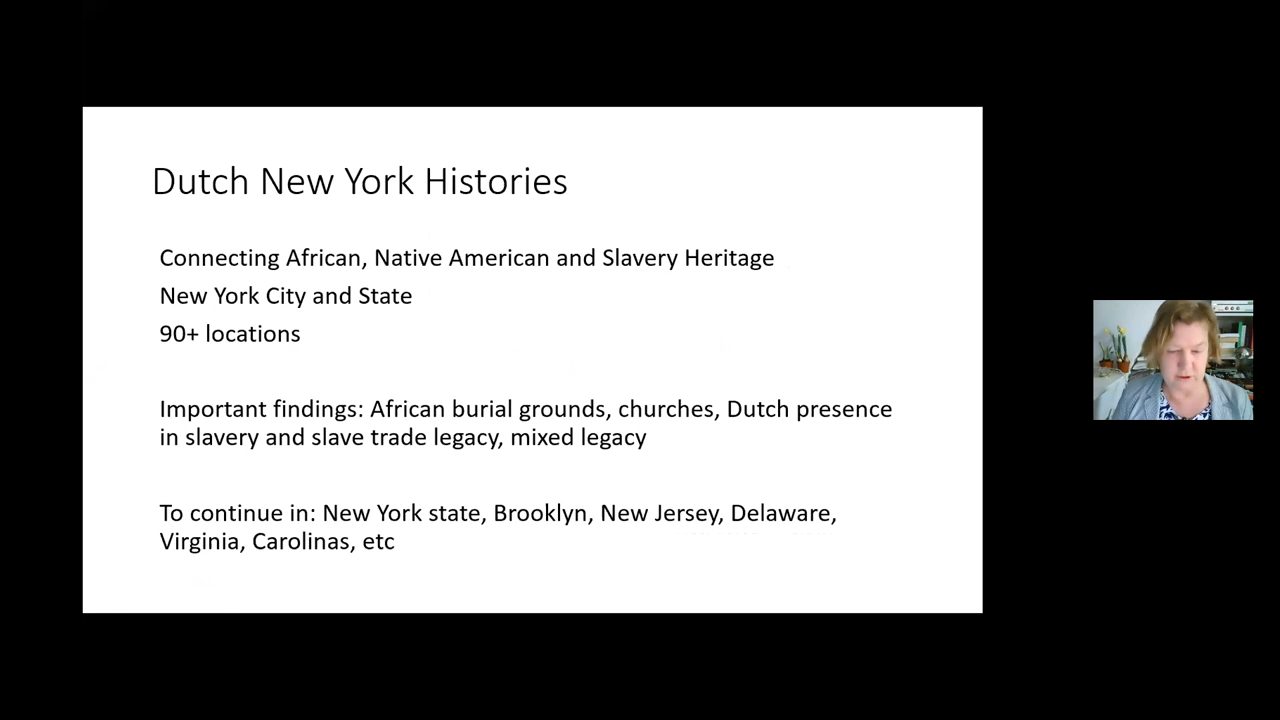 Dutch New York Histories
Connecting African, Native American and Slavery Heritage
New York City and State
90+ locations
Important findings: African burial grounds, churches, Dutch presence
in slavery and slave trade legacy, mixed legacy
To continue in: New York state, Brooklyn, New Jersey, Delaware,
Virginia, Carolinas, etc